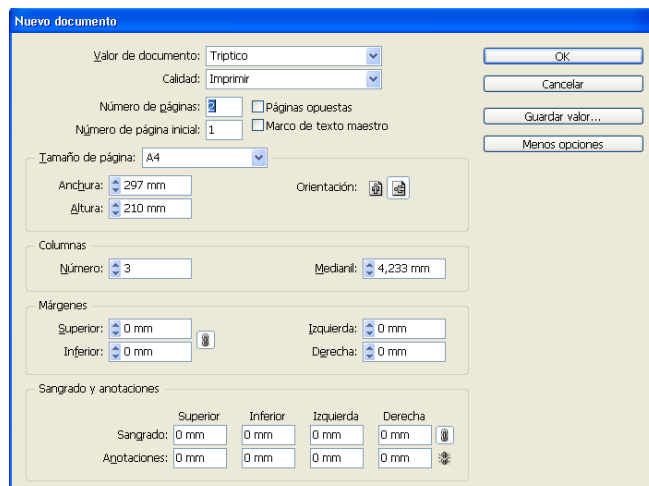 Nuevo documento
Valor de documento: Triptico
OK
Calidad: Imprimir
Cancelar
Número de páginas: 2 Páginas opuestas
Guardar valor...
Número de página inicial: 1 Marco de texto maestro
Menos opciones
Tamaño de página: A4
Anchura: 297 mm Orientación:
Altura: 210 mm
Columnas
Número: 3 Medianil: 4,233 mm
Márgenes
Superior: 0 mm Izquierda: 0 mm
Inferior: 0 mm Derecha: 0 mm
Sangrado y anotaciones
Superior Inferior Izquierda Derecha
Sangrado: 0 mm 0 mm 0 mm 0 mm
Anotaciones: 0 mm 0 mm 0 mm 0 mm